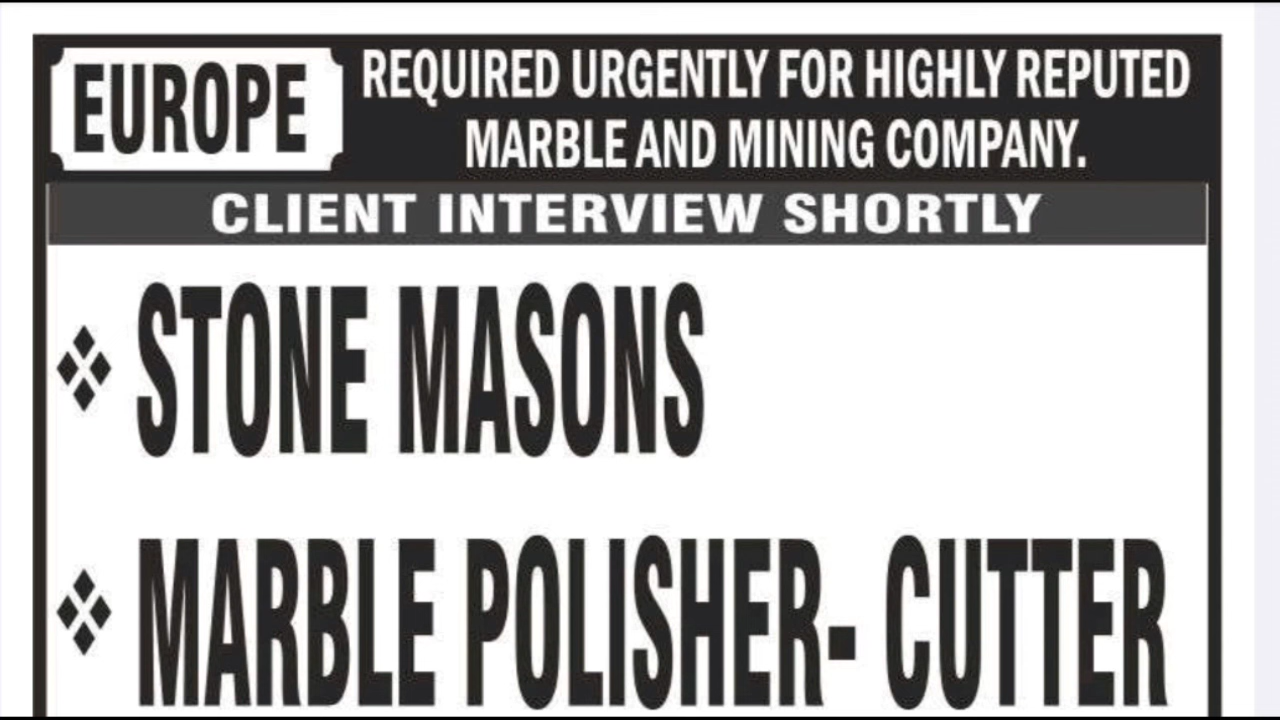 EUROPE
REQUIRED URGENTLY FOR HIGHLY REPUTED
MARBLE AND MINING COMPANY.
CLIENT INTERVIEW SHORTLY
❖ STONE MASONS
❖ MARBLE POLISHER- CUTTER